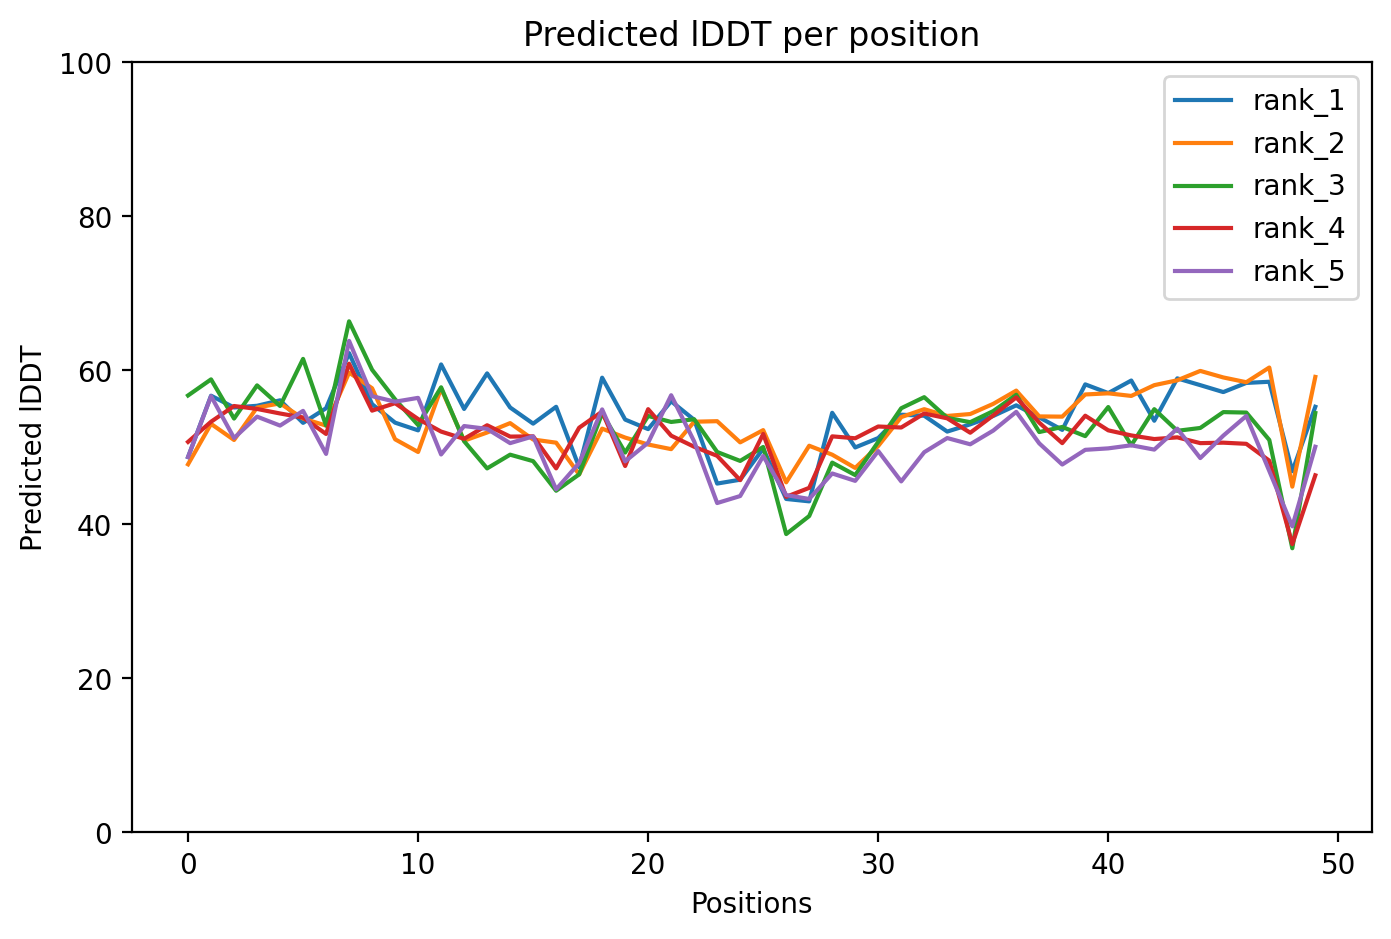 Predicted lDDT per position
100
80
60
40
20
0
Predicted lDDT
0 10 20 30 40 50
Positions
rank_1
rank_2
rank_3
rank_4
rank_5